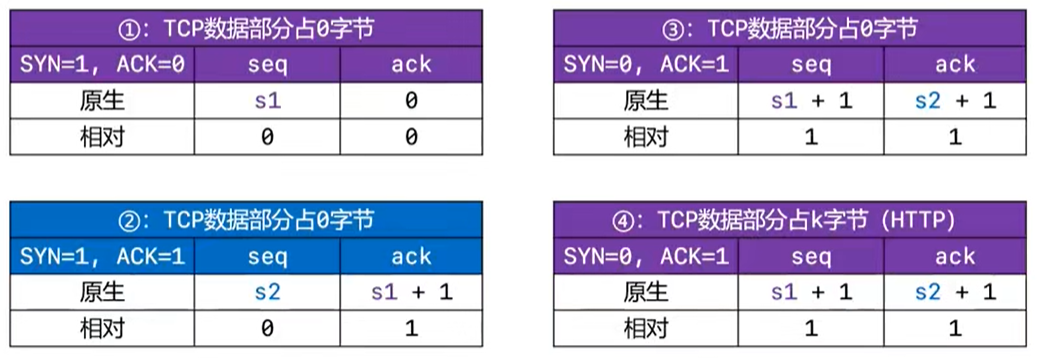 ①: TCP数据部分占0字节
SYN=1, ACK=0 seq ack
原生 s1 0
相对 0 0
②: TCP数据部分占0字节
SYN=1, ACK=1 seq ack
原生 s2 s1 + 1
相对 0 1
③: TCP数据部分占0字节
SYN=0, ACK=1 seq ack
原生 s1 + 1 s2 + 1
相对 1 1
④: TCP数据部分占k字节 (HTTP)
SYN=0, ACK=1 seq ack
原生 s1 + 1 s2 + 1
相对 1 1